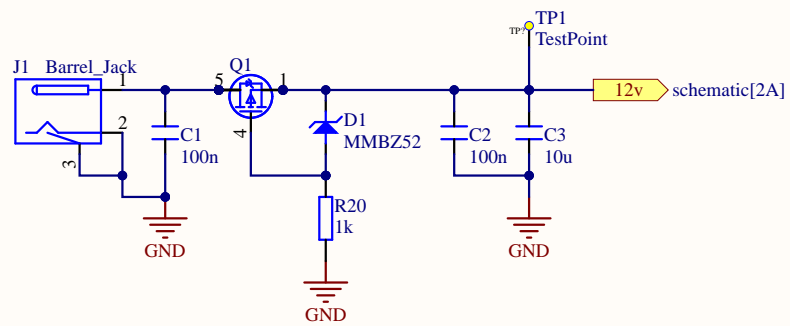 TP1
TP?
TestPoint
J1 Barrel_Jack
1
2
3
C1
100n
Q1
5
1
4
D1
MMBZ52
R20
1k
C2
100n
C3
10u
12v
schematic[2A]
GND
GND
GND